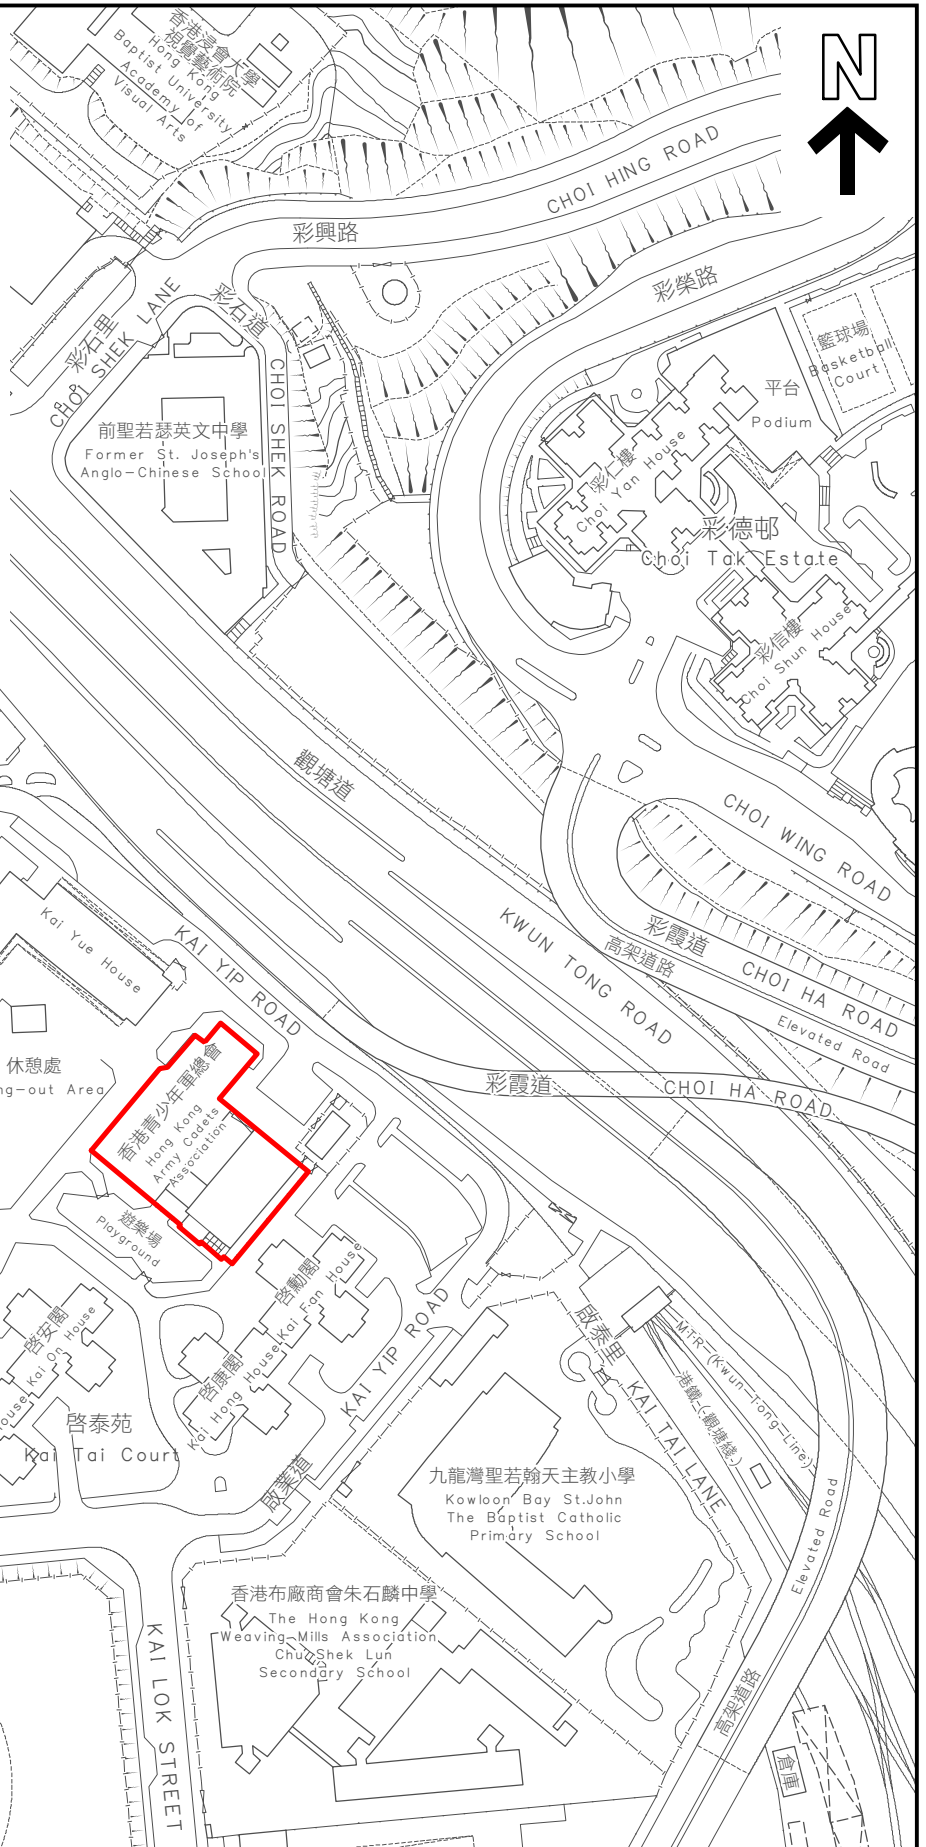 香港浸會大學
視覺藝術院
Hong Kong
Baptist University
Academy of
Visual Arts
N
CHOI HING ROAD
彩興路
彩榮路
彩石里
CHOI SHEK LANE
彩石道
CHOI SHEK ROAD
籃球場
Basketball
Court
平台
Podium
前聖若瑟英文中學
Former St. Joseph's
Anglo-Chinese School
彩仁樓
Choi Yan House
彩德邨
Choi Tak Estate
彩信樓
Choi Shun House
觀塘道
CHOI WING ROAD
KWUN TONG ROAD
彩霞道
高架道路
CHOI HA ROAD
Elevated Road
Kai Yue House
KAI YIP ROAD
休憩處
ng-out Area
彩霞道
CHOI HA ROAD
香港青少年軍總會
Hong Kong
Army Cadets
Association
遊樂場
Playground
啓勳閣
Kai Fan House
啓安閣
Kai On House
啓康閣
Kai Hong House
ouse
KAI YIP ROAD
啟泰里
KAI TAI LANE
MTR-(Kwun-Tong-Line)
港鐵-(觀塘綫)
啓泰苑
Kai Tai Court
啟業道
九龍灣聖若翰天主教小學
Kowloon Bay St.John
The Baptist Catholic
Primary School
Elevated Road
香港布廠商會朱石麟中學
The Hong Kong
Weaving Mills Association
Chu Shek Lun
Secondary School
KAI LOK STREET
高架道路
倉庫